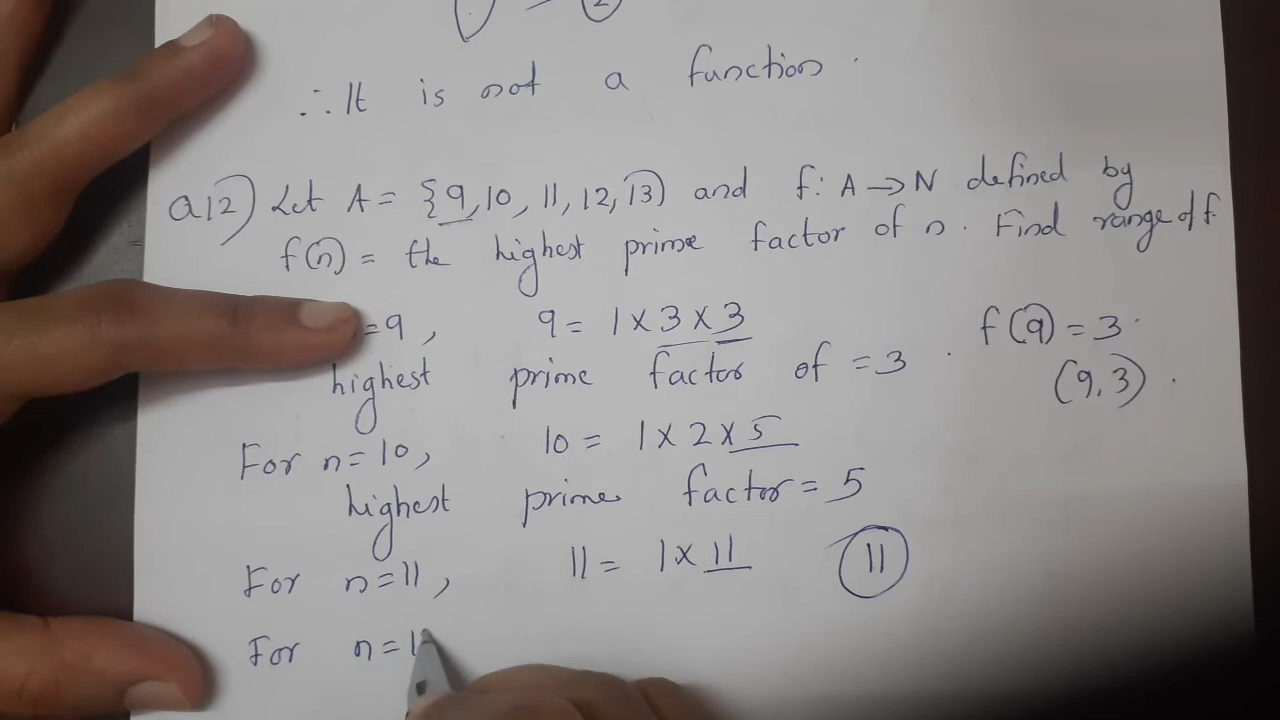 ∴ It is not a function.
Q12) Let A = {9, 10, 11, 12, 13) and f: A → N defined by
f(n) = the highest prime factor of n. Find range of f
=9, 9 = 1 × 3 × 3 f(9) = 3.
highest prime factor of = 3. (9,3).
For n=10, 10 = 1 × 2 × 5
highest prime factor = 5
For n=11, 11 = 1 × 11 11
For n=1